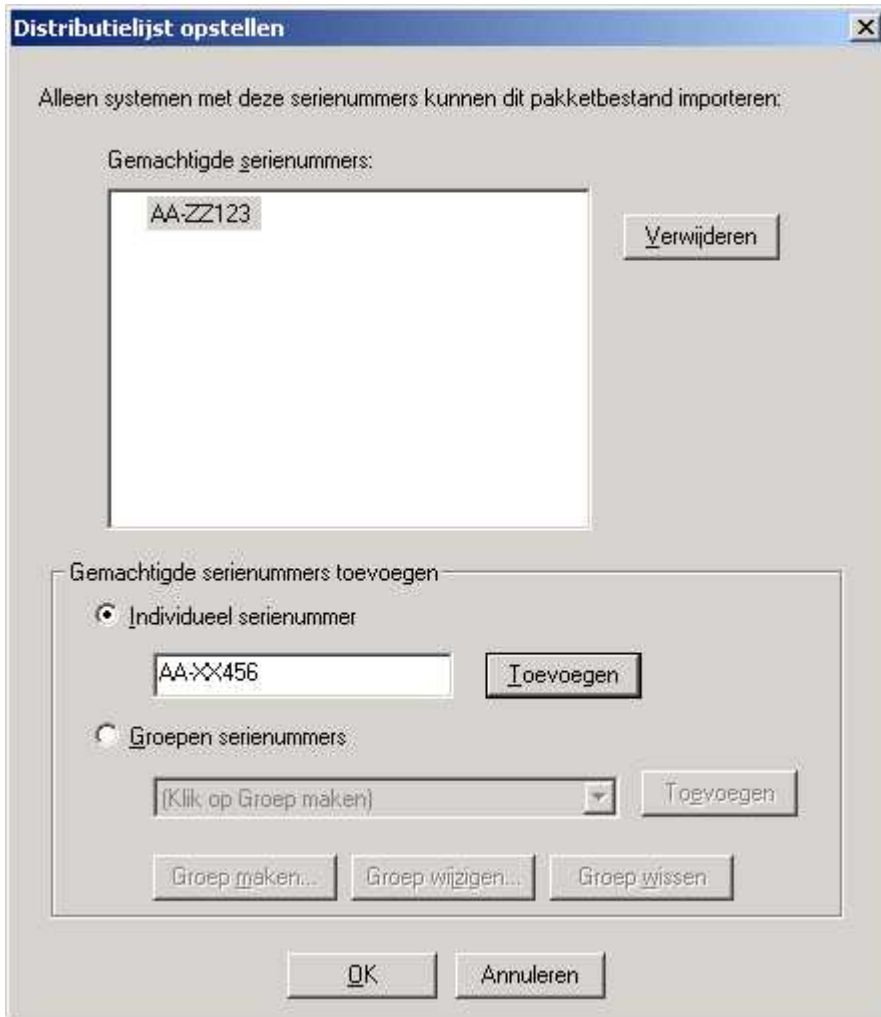 Distributielijst opstellen
Alleen systemen met deze serienummers kunnen dit pakketbestand importeren:
Gemachtigde serienummers:
AA-ZZ123
Verwijderen
Gemachtigde serienummers toevoegen
Individueel serienummer
AA-XX456
Toevoegen
Groepen serienummers
(Klik op Groep maken)
Toevoegen
Groep maken... Groep wijzigen... Groep wissen
OK Annuleren